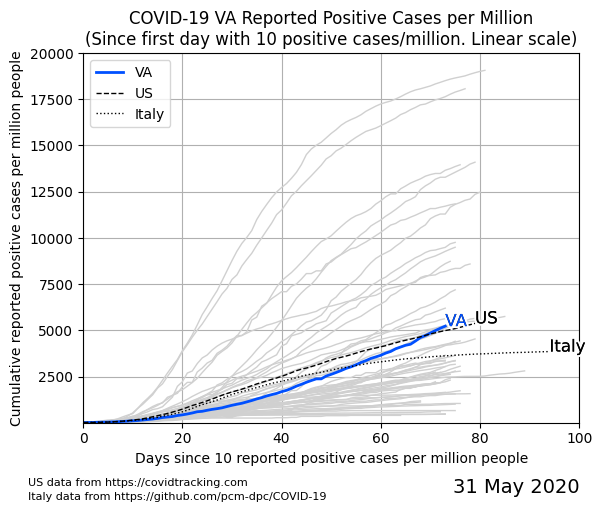 COVID-19 VA Reported Positive Cases per Million
(Since first day with 10 positive cases/million. Linear scale)
Cumulative reported positive cases per million people
20000
17500
15000
12500
10000
7500
5000
2500
VA
US
Italy
VA
US
Italy
0
20
40
60
80
100
Days since 10 reported positive cases per million people
US data from https://covidtracking.com
Italy data from https://github.com/pcm-dpc/COVID-19
31 May 2020